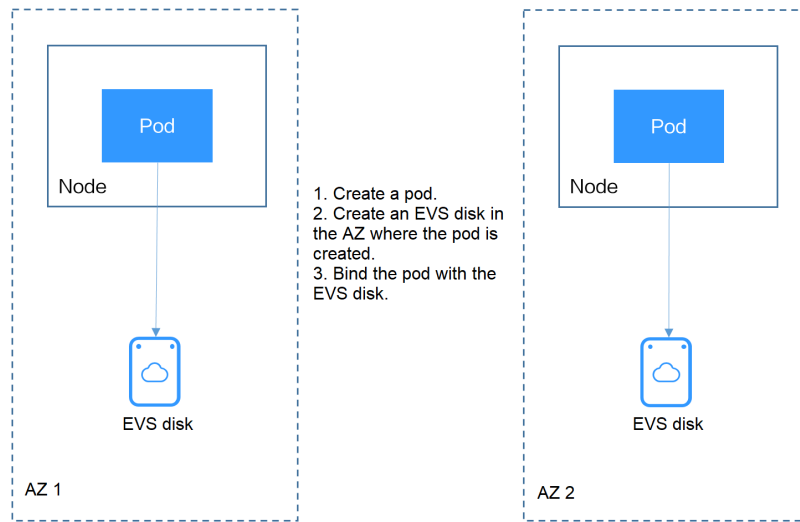 Pod
Node
EVS disk
AZ 1
1. Create a pod.
2. Create an EVS disk in
the AZ where the pod is
created.
3. Bind the pod with the
EVS disk.
Pod
Node
EVS disk
AZ 2